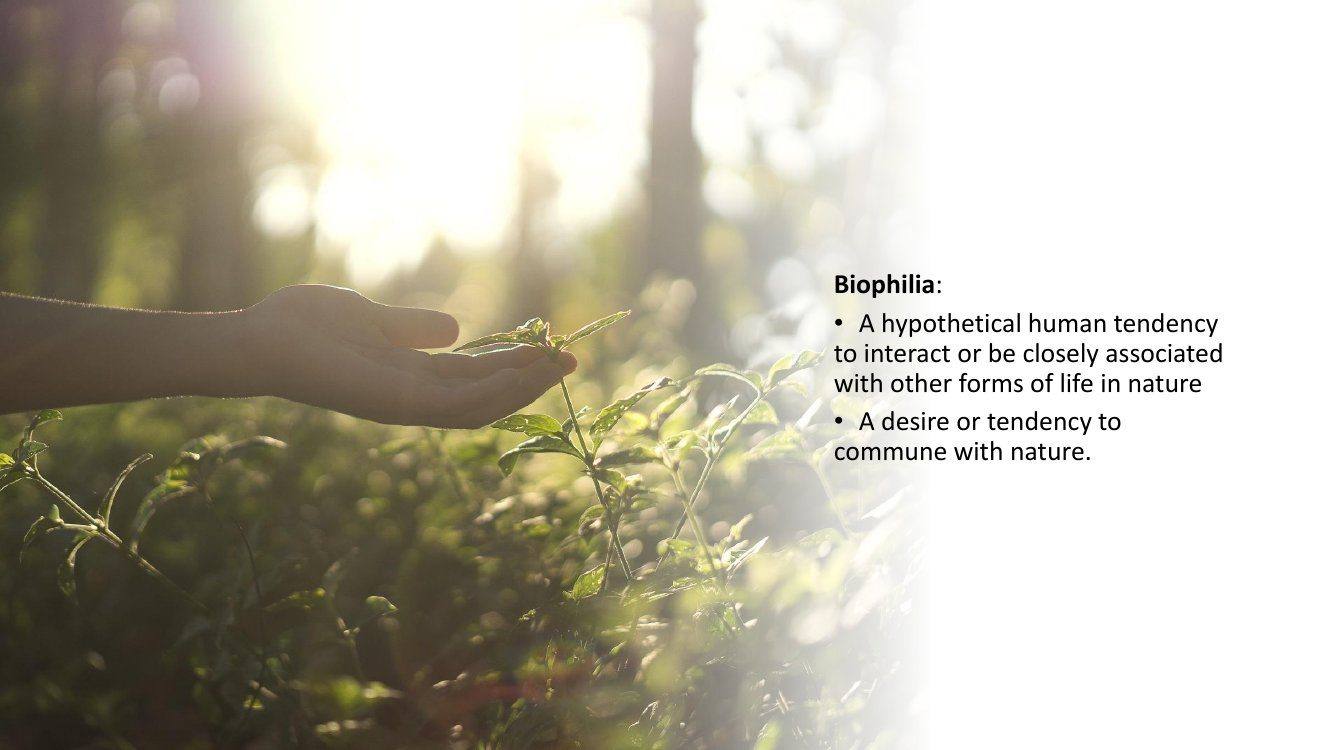 Biophilia:
• A hypothetical human tendency
to interact or be closely associated
with other forms of life in nature
• A desire or tendency to
commune with nature.